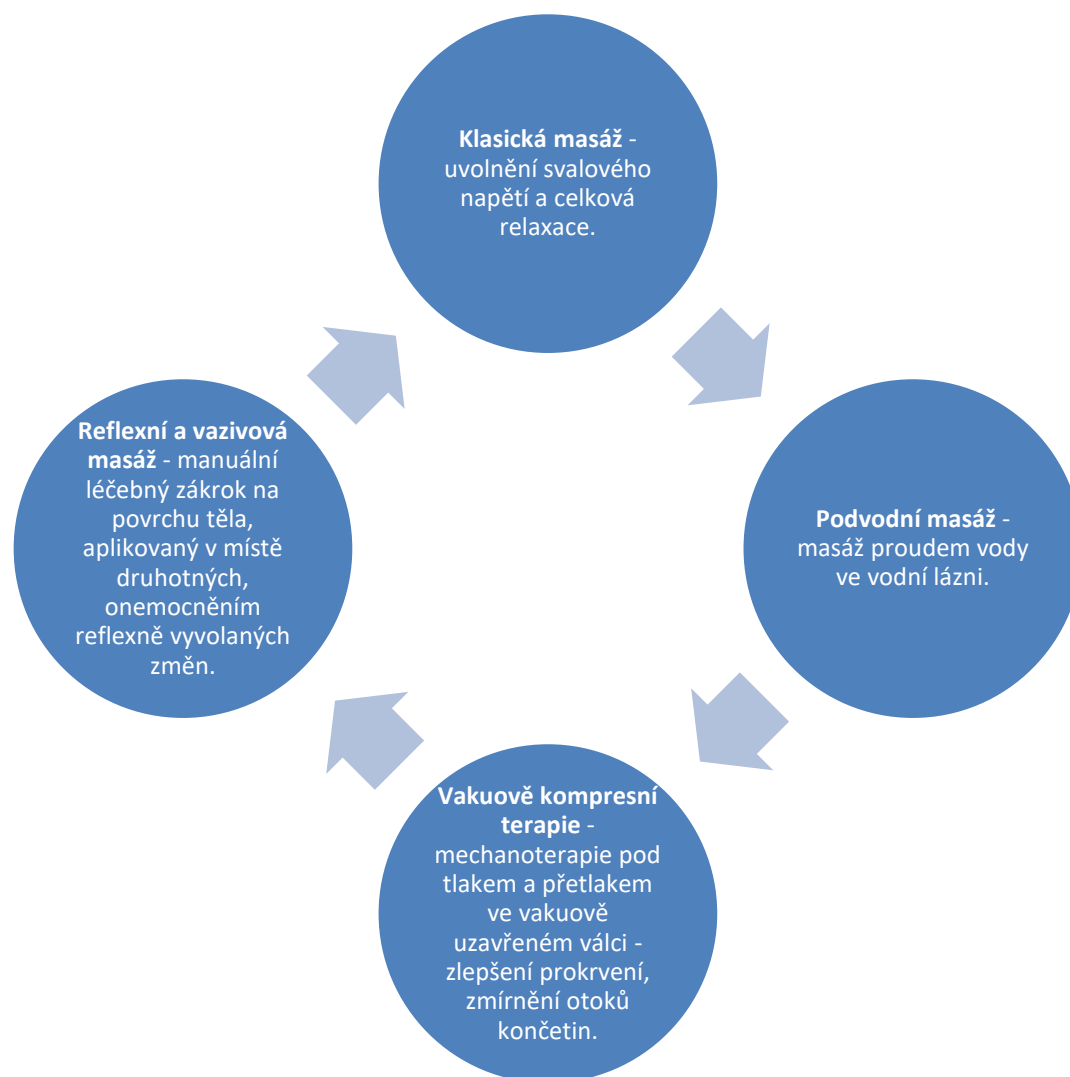 Klasická masáž -
uvolnění svalového
napětí a celková
relaxace.
Podvodní masáž -
masáž proudem vody
ve vodní lázni.
Vakuově kompresní
terapie -
mechanoterapie pod
tlakem a přetlakem
ve vakuově
uzavřeném válci -
zlepšení prokrvení,
zmírnění otoků
končetin.
Reflexní a vazivová
masáž - manuální
léčebný zákrok na
povrchu těla,
aplikovaný v místě
druhotných,
onemocněním
reflexně vyvolaných
změn.